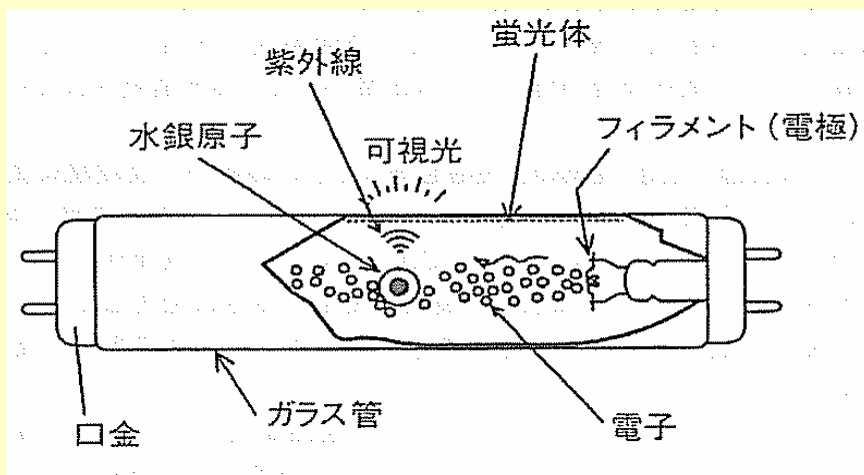 蛍光体
紫外線
水銀原子
可視光
フィラメント（電極）
口金
ガラス管
電子